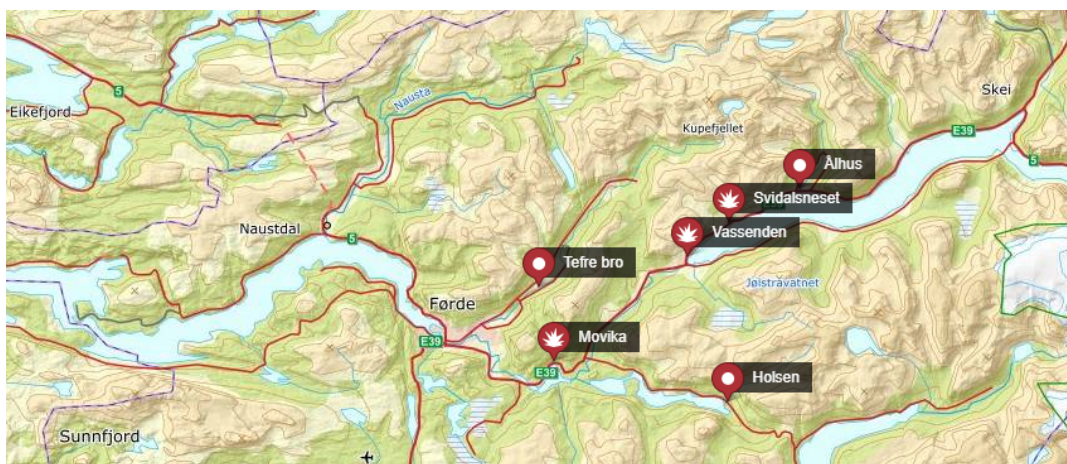 5
Eikefjord
Nausta
Skei
Kupefjellet
E39
5
Ålhus
Svidalsneset
Vassenden
Naustdal
5
Tefre bro
Jølstravatnet
Førde
E39
Movika
E39
Holsen
Sunnfjord